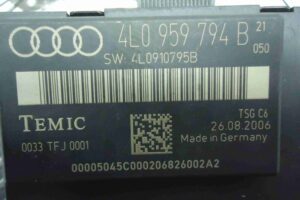 4L0 959 794 B 21
050
SW: 4L0910795B
TEMIC
TSG C6
26.08.2006
0033 TFJ 0001
Made in Germany
00005045C000206826002A2